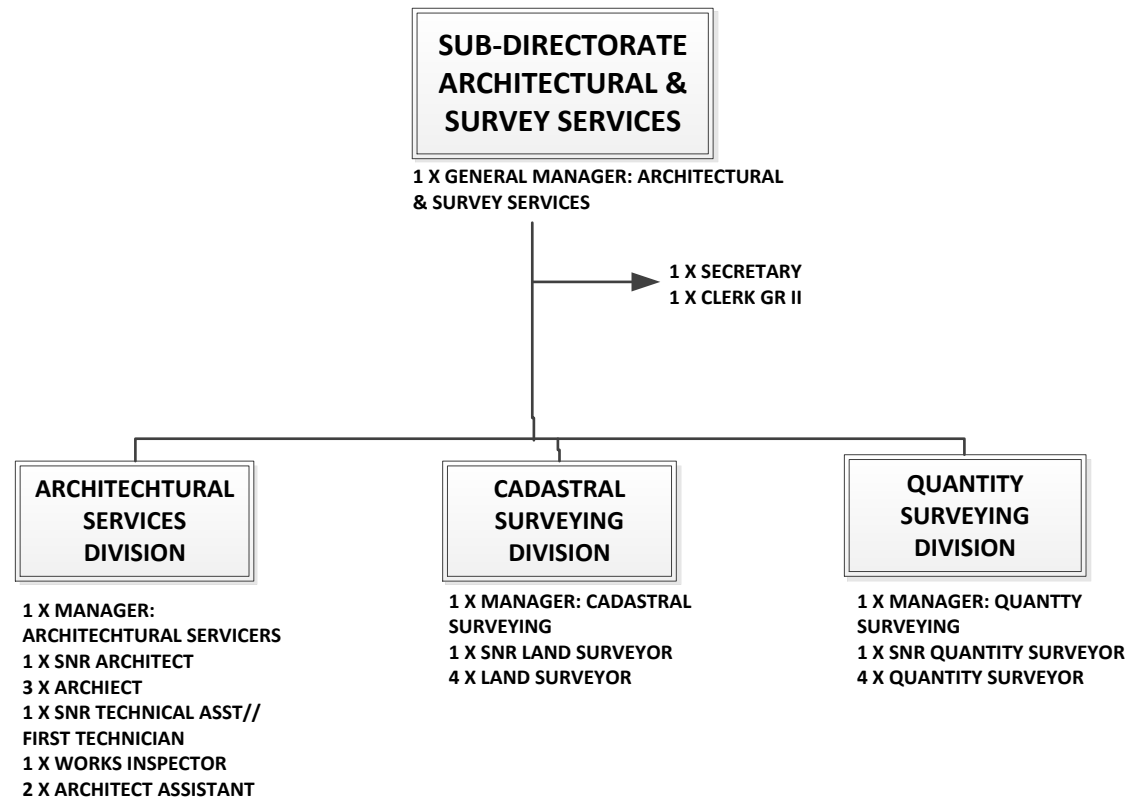 SUB-DIRECTORATE
ARCHITECTURAL &
SURVEY SERVICES
1 X GENERAL MANAGER: ARCHITECTURAL
& SURVEY SERVICES
1 X SECRETARY
1 X CLERK GR II
ARCHITECHTURAL
SERVICES
DIVISION
1 X MANAGER:
ARCHITECHTURAL SERVICERS
1 X SNR ARCHITECT
3 X ARCHIECT
1 X SNR TECHNICAL ASST//
FIRST TECHNICIAN
1 X WORKS INSPECTOR
2 X ARCHITECT ASSISTANT
CADASTRAL
SURVEYING
DIVISION
1 X MANAGER: CADASTRAL
SURVEYING
1 X SNR LAND SURVEYOR
4 X LAND SURVEYOR
QUANTITY
SURVEYING
DIVISION
1 X MANAGER: QUANTTY
SURVEYING
1 X SNR QUANTITY SURVEYOR
4 X QUANTITY SURVEYOR